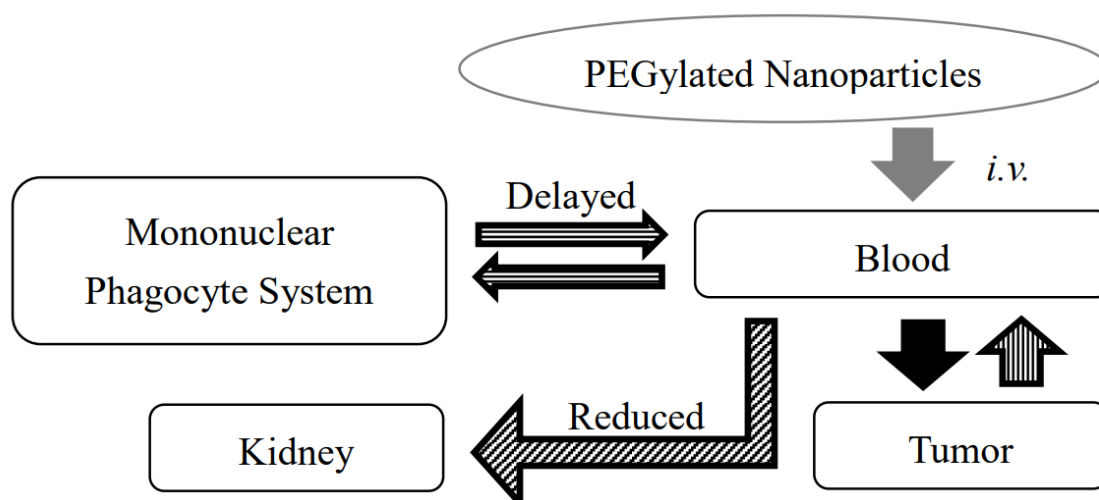 PEGylated Nanoparticles
i.v.
Delayed
Mononuclear
Phagocyte System
Blood
Reduced
Kidney
Tumor